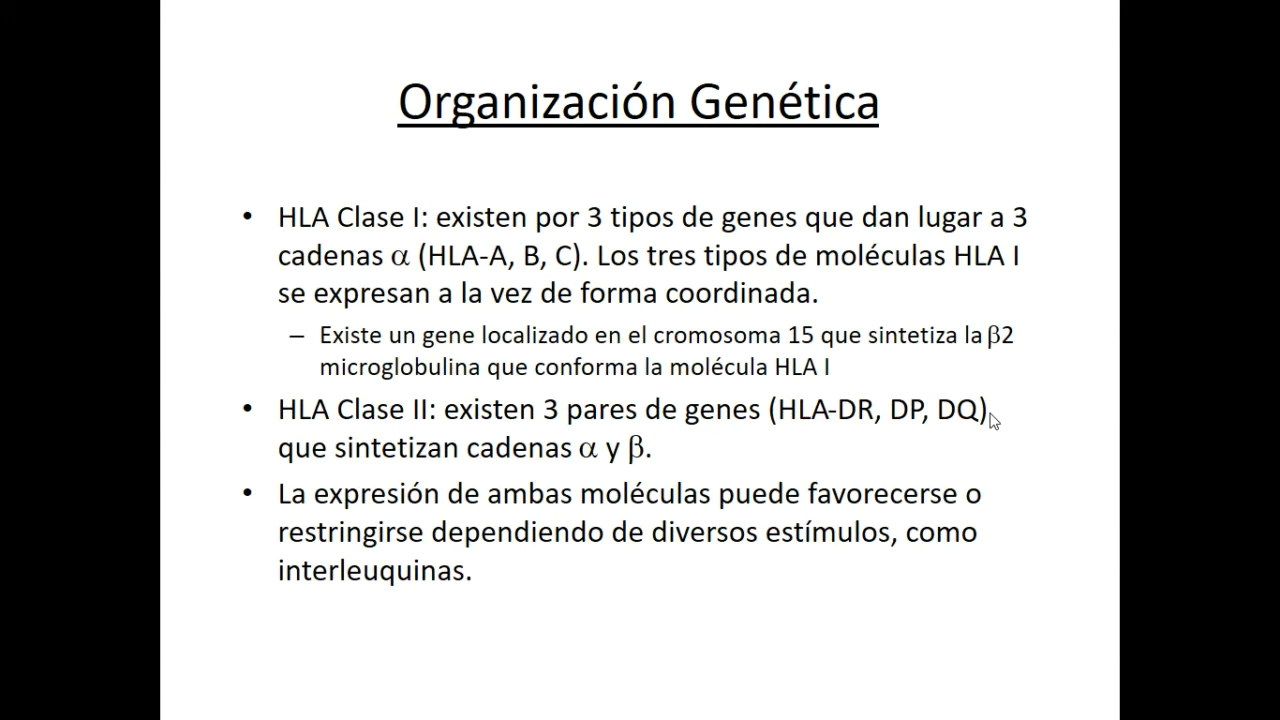 Organización Genética
• HLA Clase I: existen por 3 tipos de genes que dan lugar a 3
cadenas α (HLA-A, B, C). Los tres tipos de moléculas HLA I
se expresan a la vez de forma coordinada.
– Existe un gene localizado en el cromosoma 15 que sintetiza la β2
microglobulina que conforma la molécula HLA I
• HLA Clase II: existen 3 pares de genes (HLA-DR, DP, DQ)
que sintetizan cadenas α y β.
• La expresión de ambas moléculas puede favorecerse o
restringirse dependiendo de diversos estímulos, como
interleuquinas.